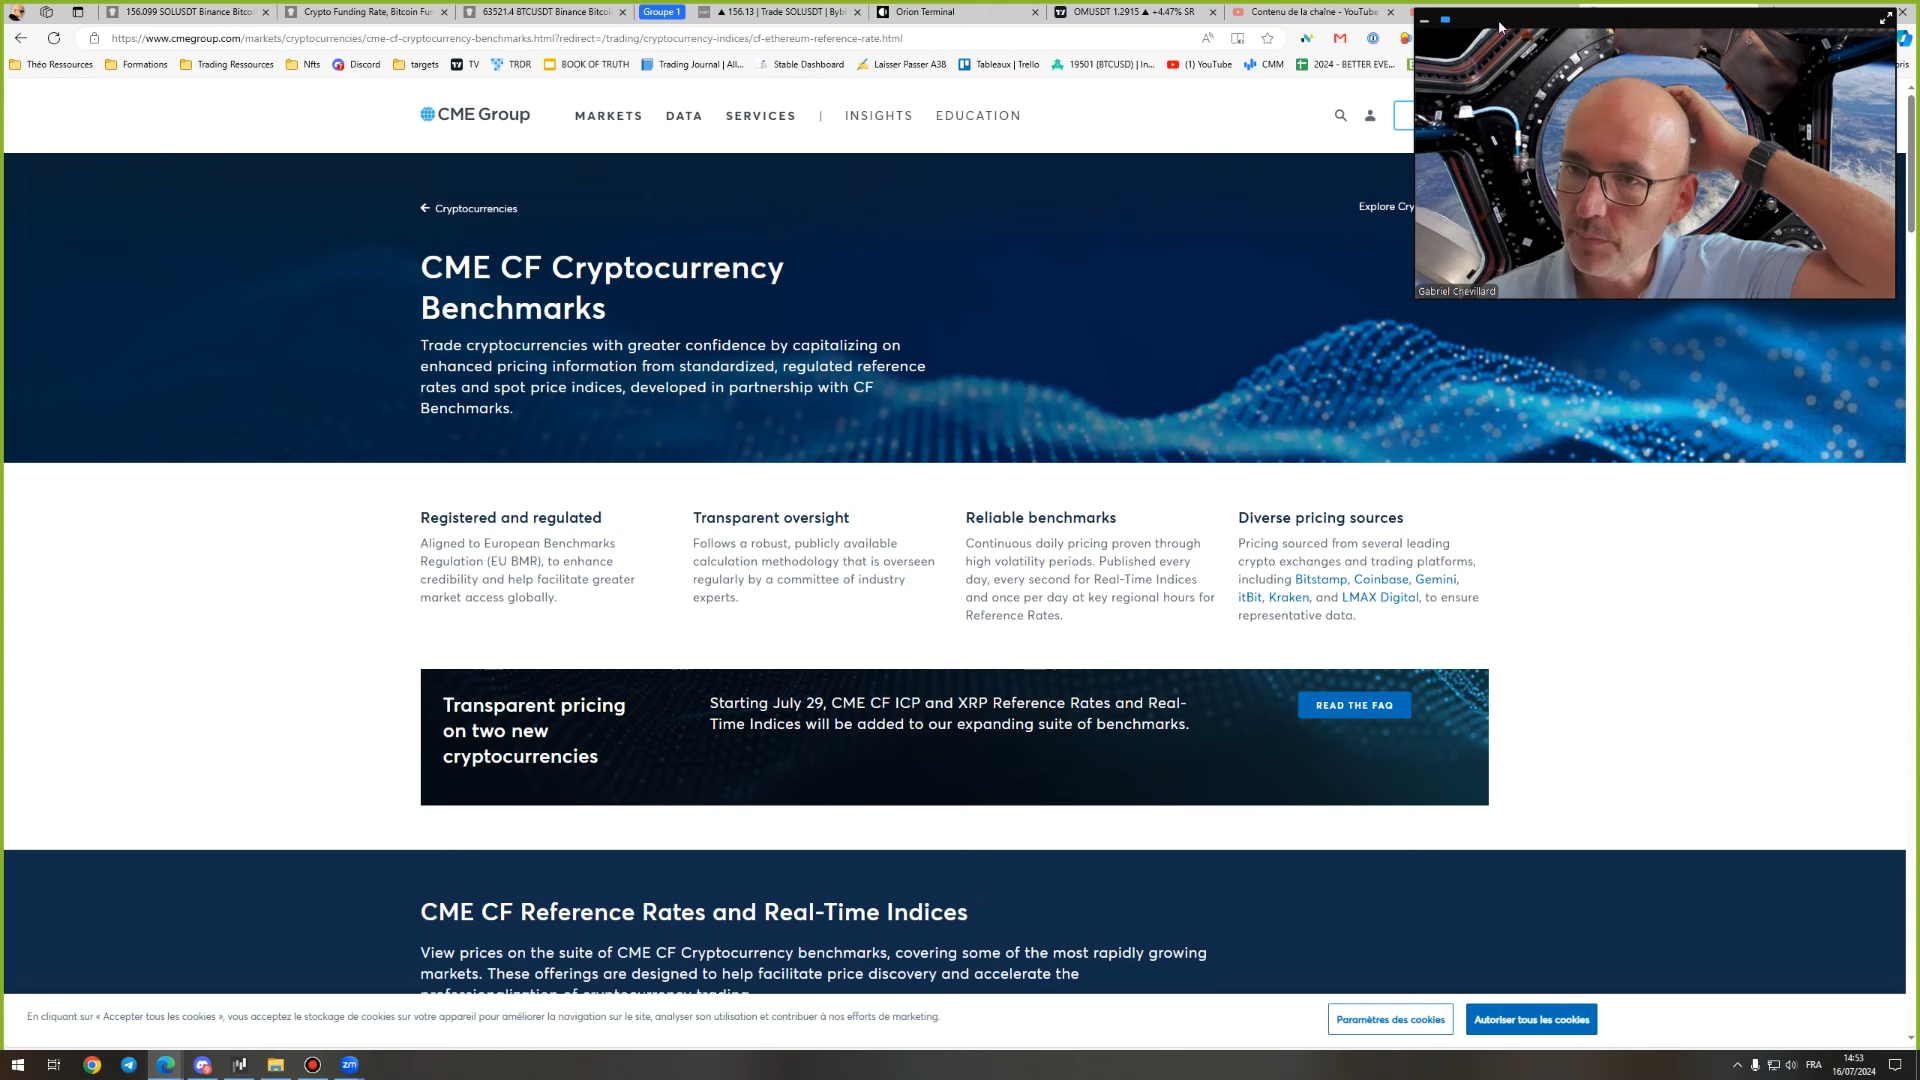 156.099 SOLUSDT Binance Bitcoi
Crypto Funding Rate, Bitcoin Fur
63521.4 BTCUSDT Binance Bitcoi
Groupe 1
▲ 156.13 | Trade SOLUSDT | Byb
Orion Terminal
OMUSDT 1.2915 ▲ +4.47% SR
Contenu de la chaîne - YouTube
https://www.cmegroup.com/markets/cryptocurrencies/cme-cf-cryptocurrency-benchmarks.html?redirect=/trading/cryptocurrency-indices/cf-ethereum-reference-rate.html
Théo Ressources
Formations
Trading Ressources
Nfts
Discord
targets
TV
TRDR
BOOK OF TRUTH
Trading Journal | All...
Stable Dashboard
Laisser Passer A38
Tableaux | Trello
19501 (BTCUSD) | In...
(1) YouTube
CMM
2024 - BETTER EVE...
ris
CME Group
MARKETS
DATA
SERVICES
|
INSIGHTS
EDUCATION
Gabriel Chevillard
Cryptocurrencies
Explore Cry
CME CF Cryptocurrency
Benchmarks
Trade cryptocurrencies with greater confidence by capitalizing on
enhanced pricing information from standardized, regulated reference
rates and spot price indices, developed in partnership with CF
Benchmarks.
Registered and regulated
Aligned to European Benchmarks
Regulation (EU BMR), to enhance
credibility and help facilitate greater
market access globally.
Transparent oversight
Follows a robust, publicly available
calculation methodology that is overseen
regularly by a committee of industry
experts.
Reliable benchmarks
Continuous daily pricing proven through
high volatility periods. Published every
day, every second for Real-Time Indices
and once per day at key regional hours for
Reference Rates.
Diverse pricing sources
Pricing sourced from several leading
crypto exchanges and trading platforms,
including Bitstamp, Coinbase, Gemini,
itBit, Kraken, and LMAX Digital, to ensure
representative data.
Transparent pricing
on two new
cryptocurrencies
Starting July 29, CME CF ICP and XRP Reference Rates and Real-
Time Indices will be added to our expanding suite of benchmarks.
READ THE FAQ
CME CF Reference Rates and Real-Time Indices
View prices on the suite of CME CF Cryptocurrency benchmarks, covering some of the most rapidly growing
markets. These offerings are designed to help facilitate price discovery and accelerate the
professionalization of cryptocurrency trading.
En cliquant sur « Accepter tous les cookies », vous acceptez le stockage de cookies sur votre appareil pour améliorer la navigation sur le site, analyser son utilisation et contribuer à nos efforts de marketing.
Paramètres des cookies
Autoriser tous les cookies
zm
FRA
14:53
16/07/2024